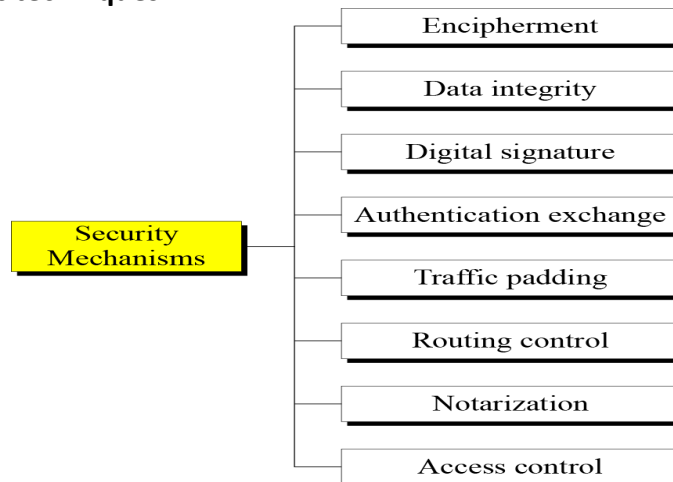 Security
Mechanisms
Encipherment
Data integrity
Digital signature
Authentication exchange
Traffic padding
Routing control
Notarization
Access control